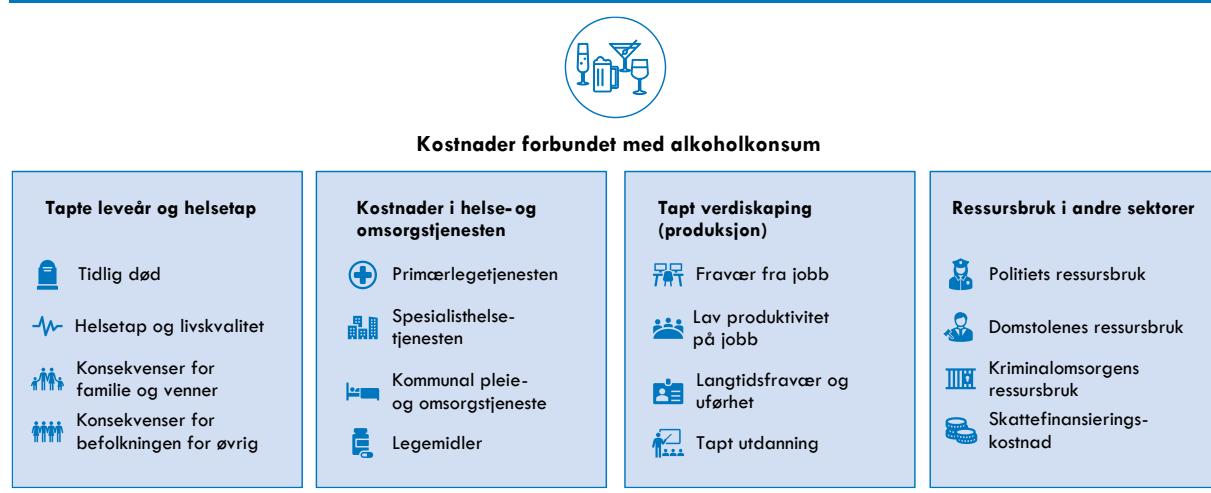 Kostnader forbundet med alkoholkonsum
Tapte leveår og helsetap
Tidlig død
Helsetap og livskvalitet
Konsekvenser for
familie og venner
Konsekvenser for
befolkningen for øvrig
Kostnader i helse- og
omsorgstjenesten
Primærlegetjenesten
Spesialisthelse-
tjenesten
Kommunal pleie-
og omsorgstjeneste
Legemidler
Tapt verdiskaping
(produksjon)
Fravær fra jobb
Lav produktivitet
på jobb
Langtidsfravær og
uførhet
Tapt utdanning
Ressursbruk i andre sektorer
Politiets ressursbruk
Domstolenes ressursbruk
Kriminalomsorgens
ressursbruk
Skattefinansierings-
kostnad